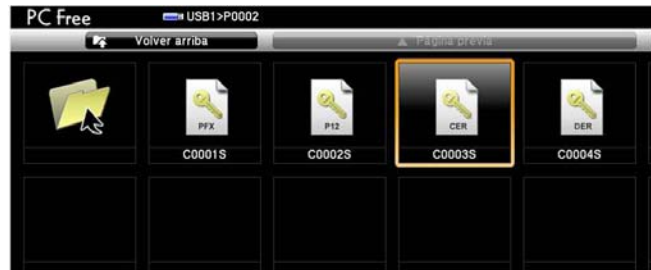 PC Free USB1>P0002
Volver arriba Página previa
PFX P12 CER DER
C0001S C0002S C0003S C0004S